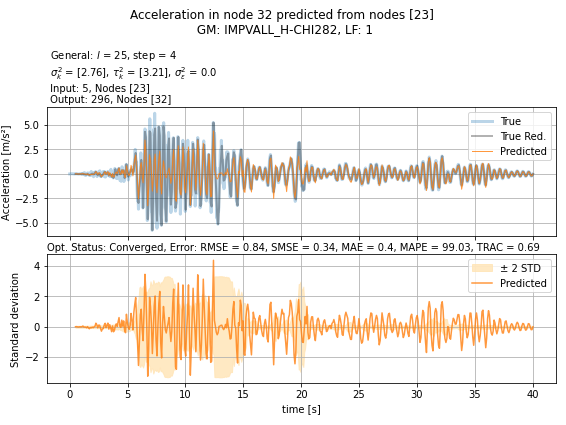 Acceleration in node 32 predicted from nodes [23]
GM: IMPVALL_H-CHI282, LF: 1
General: l = 25, step = 4
σ²ₖ = [2.76], τ²ₖ = [3.21], σ²ε = 0.0
Input: 5, Nodes [23]
Output: 296, Nodes [32]
Acceleration [m/s²]
5.0
2.5
0.0
−2.5
−5.0
True
True Red.
Predicted
Opt. Status: Converged, Error: RMSE = 0.84, SMSE = 0.34, MAE = 0.4, MAPE = 99.03, TRAC = 0.69
Standard deviation
4
2
0
−2
± 2 STD
Predicted
0 5 10 15 20 25 30 35 40
time [s]